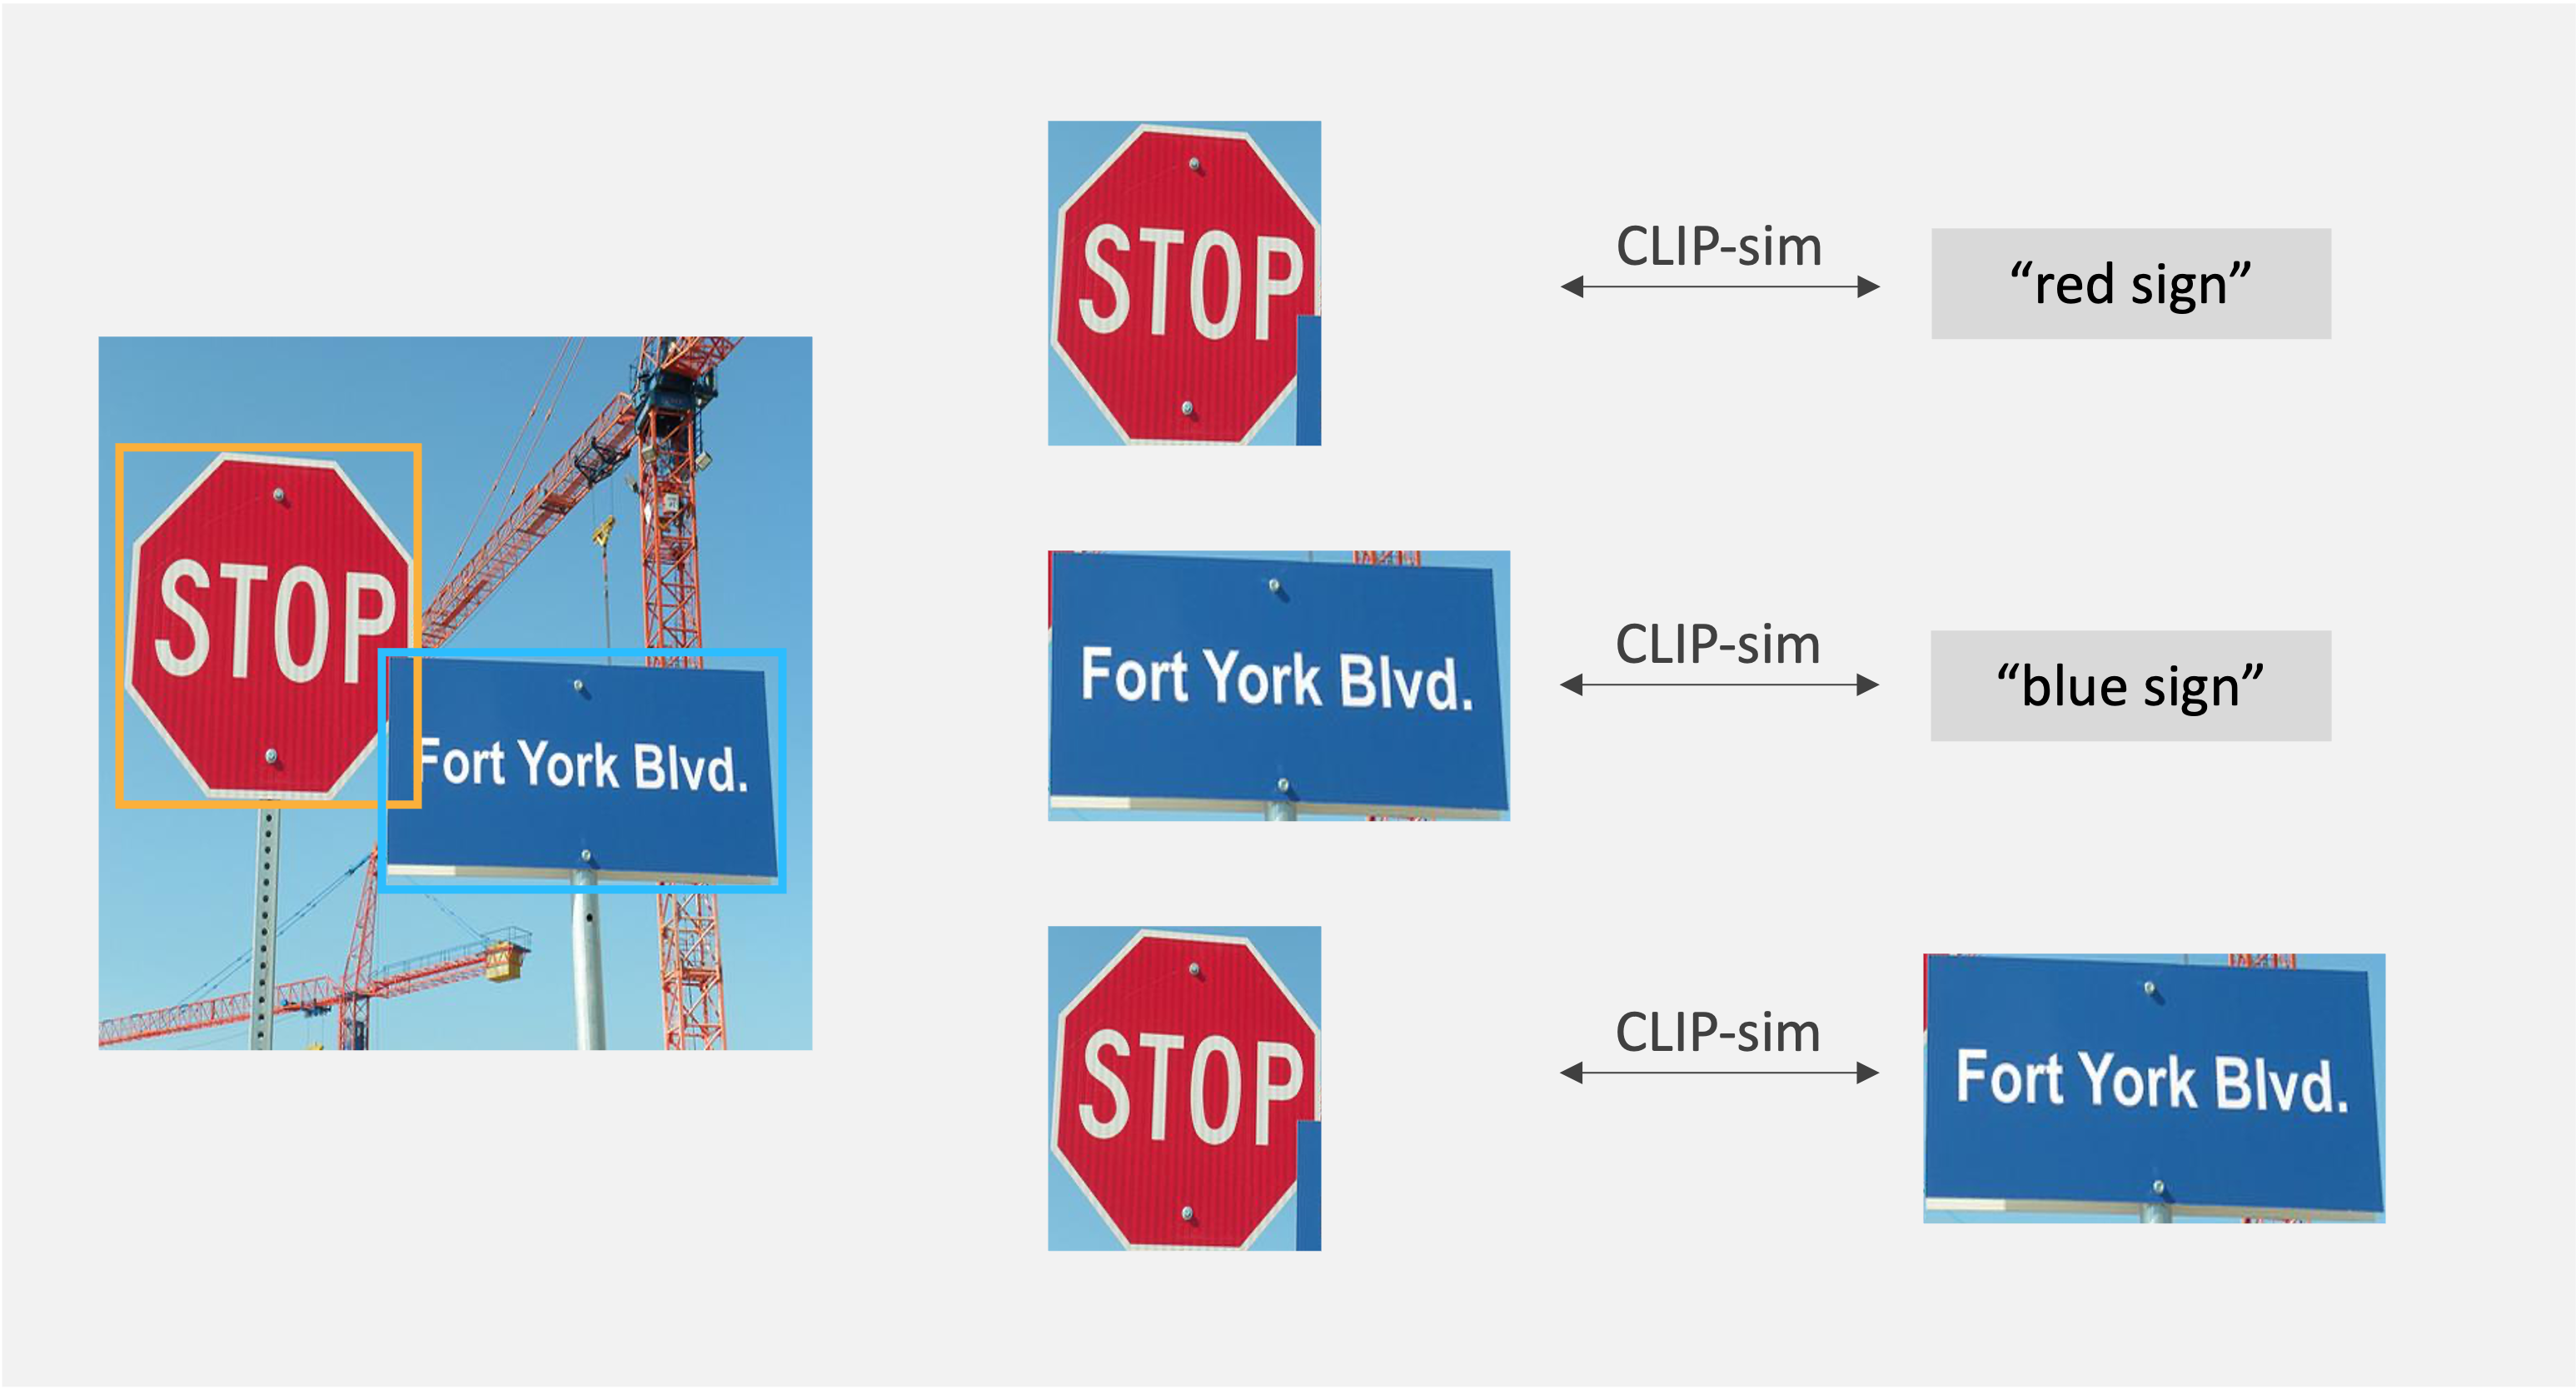 STOP
Fort York Blvd.
STOP
CLIP-sim
“red sign”
Fort York Blvd.
CLIP-sim
“blue sign”
STOP
CLIP-sim
Fort York Blvd.